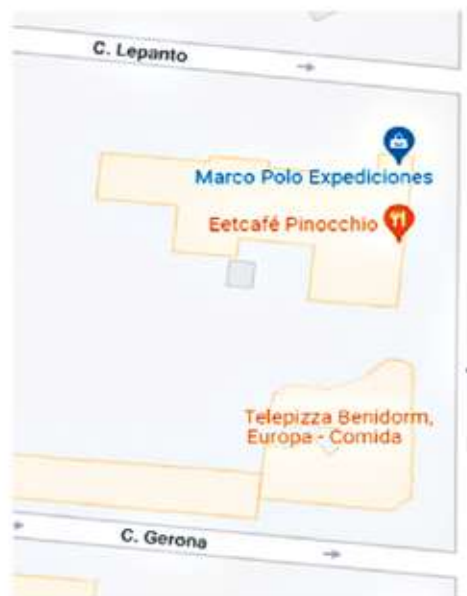 C. Lepanto
Marco Polo Expediciones
Eetcafé Pinocchio
Telepizza Benidorm,
Europa - Comida
C. Gerona